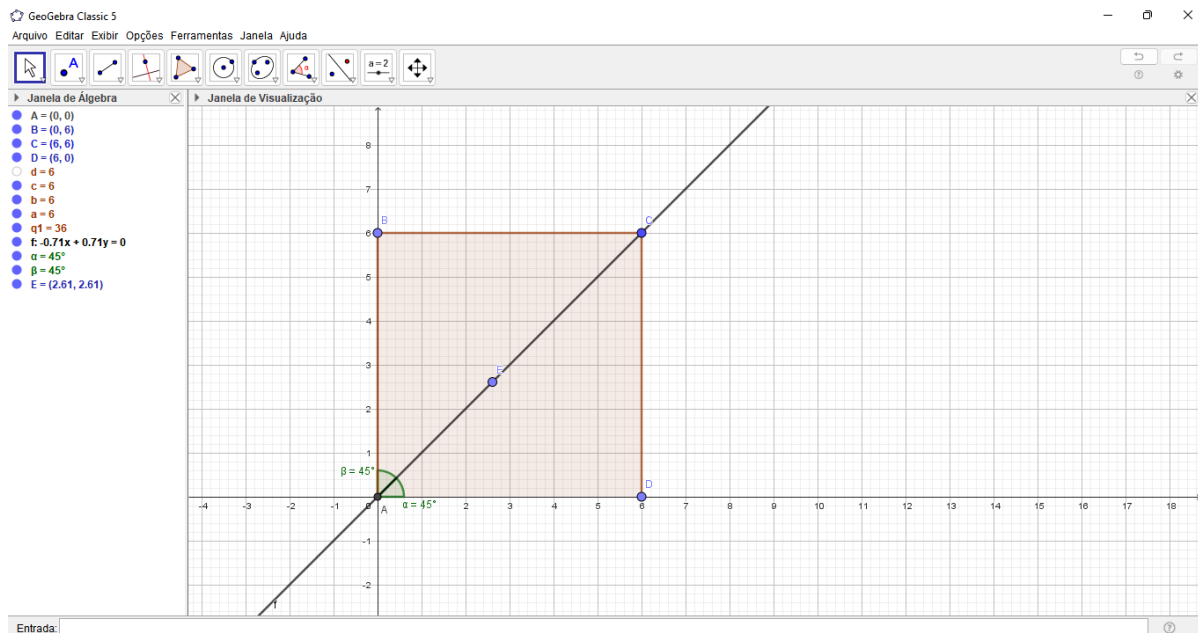 GeoGebra Classic 5
Arquivo Editar Exibir Opções Ferramentas Janela Ajuda
A
α
a = 2
Janela de Álgebra
Janela de Visualização
A = (0, 0)
B = (0, 6)
C = (6, 6)
D = (6, 0)
d = 6
c = 6
b = 6
a = 6
q1 = 36
f: -0.71x + 0.71y = 0
α = 45°
β = 45°
E = (2.61, 2.61)
8
7
B
C
6
5
4
3
E
2
1
β = 45°
D
α = 45°
A
-4 -3 -2 -1 0 2 3 4 5 6 7 8 9 10 11 12 13 14 15 16 17 18
-1
-2
f
Entrada: